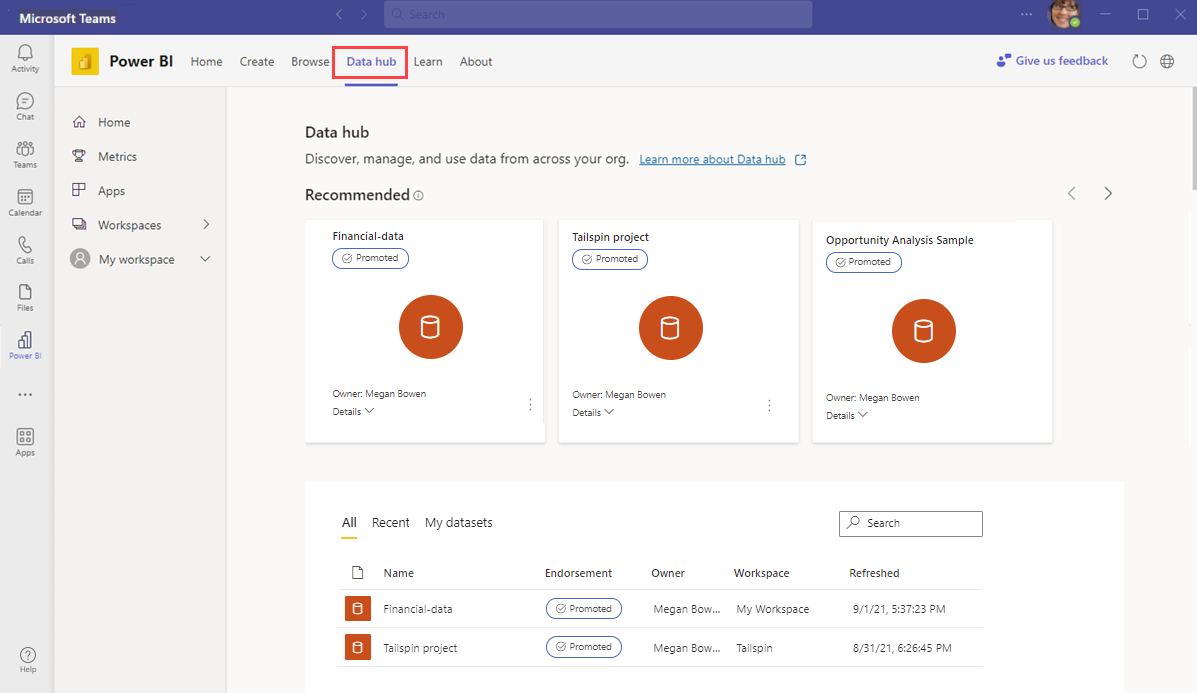 Microsoft Teams
Search
Activity
Chat
Teams
Calendar
Calls
Files
Power BI
Apps
Help
Power BI
Home
Create
Browse
Data hub
Learn
About
Give us feedback
Home
Metrics
Apps
Workspaces
My workspace
Data hub
Discover, manage, and use data from across your org. Learn more about Data hub
Recommended
Financial-data
Promoted
Owner: Megan Bowen
Details
Tailspin project
Promoted
Owner: Megan Bowen
Details
Opportunity Analysis Sample
Promoted
Owner: Megan Bowen
Details
All Recent My datasets
Search
Name Endorsement Owner Workspace Refreshed
Financial-data Promoted Megan Bow... My Workspace 9/1/21, 5:37:23 PM
Tailspin project Promoted Megan Bow... Tailspin 8/31/21, 6:26:45 PM